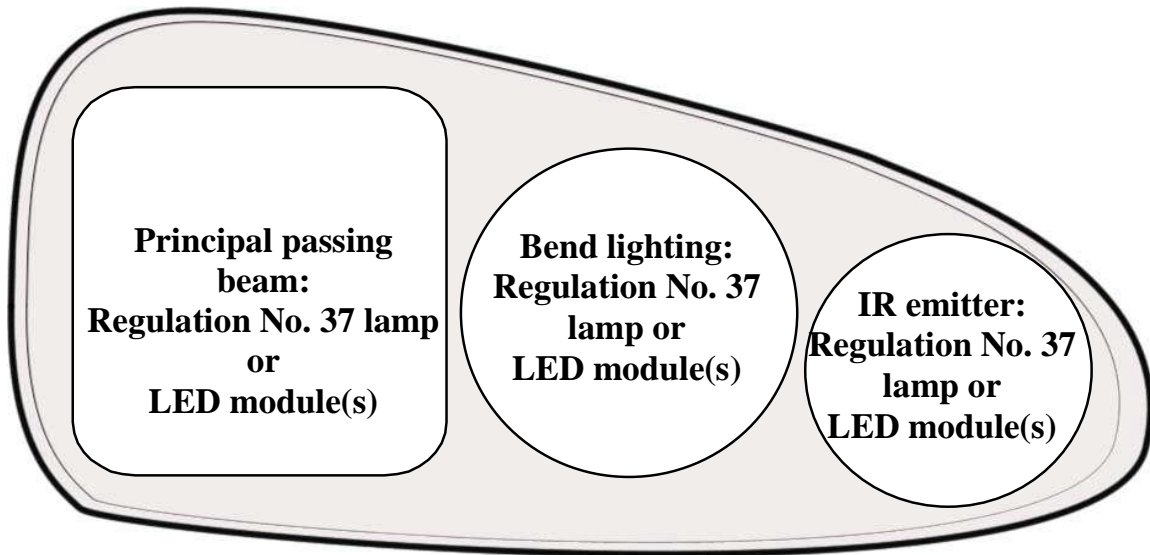 Principal passing
beam:
Regulation No. 37 lamp
or
LED module(s)
Bend lighting:
Regulation No. 37
lamp or
LED module(s)
IR emitter:
Regulation No. 37
lamp or
LED module(s)